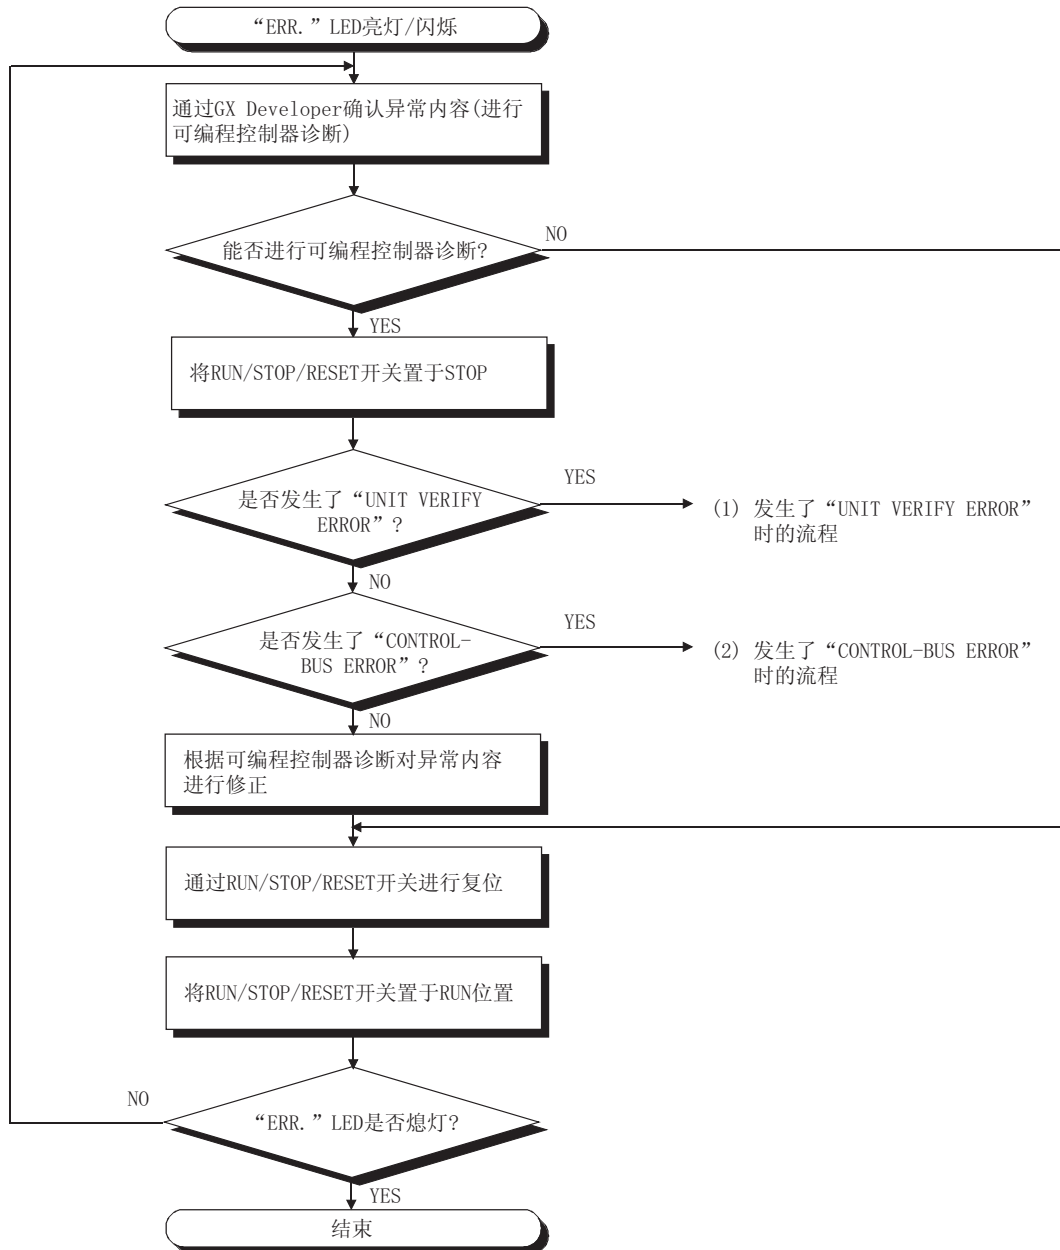 “ERR.”LED亮灯/闪烁
通过GX Developer确认异常内容(进行
可编程控制器诊断)
能否进行可编程控制器诊断?
NO
YES
将RUN/STOP/RESET开关置于STOP
是否发生了“UNIT VERIFY
ERROR”?
YES
(1) 发生了“UNIT VERIFY ERROR”
时的流程
NO
是否发生了“CONTROL-
BUS ERROR”?
YES
(2) 发生了“CONTROL-BUS ERROR”
时的流程
NO
根据可编程控制器诊断对异常内容
进行修正
通过RUN/STOP/RESET开关进行复位
将RUN/STOP/RESET开关置于RUN位置
NO
“ERR.”LED是否熄灯?
YES
结束